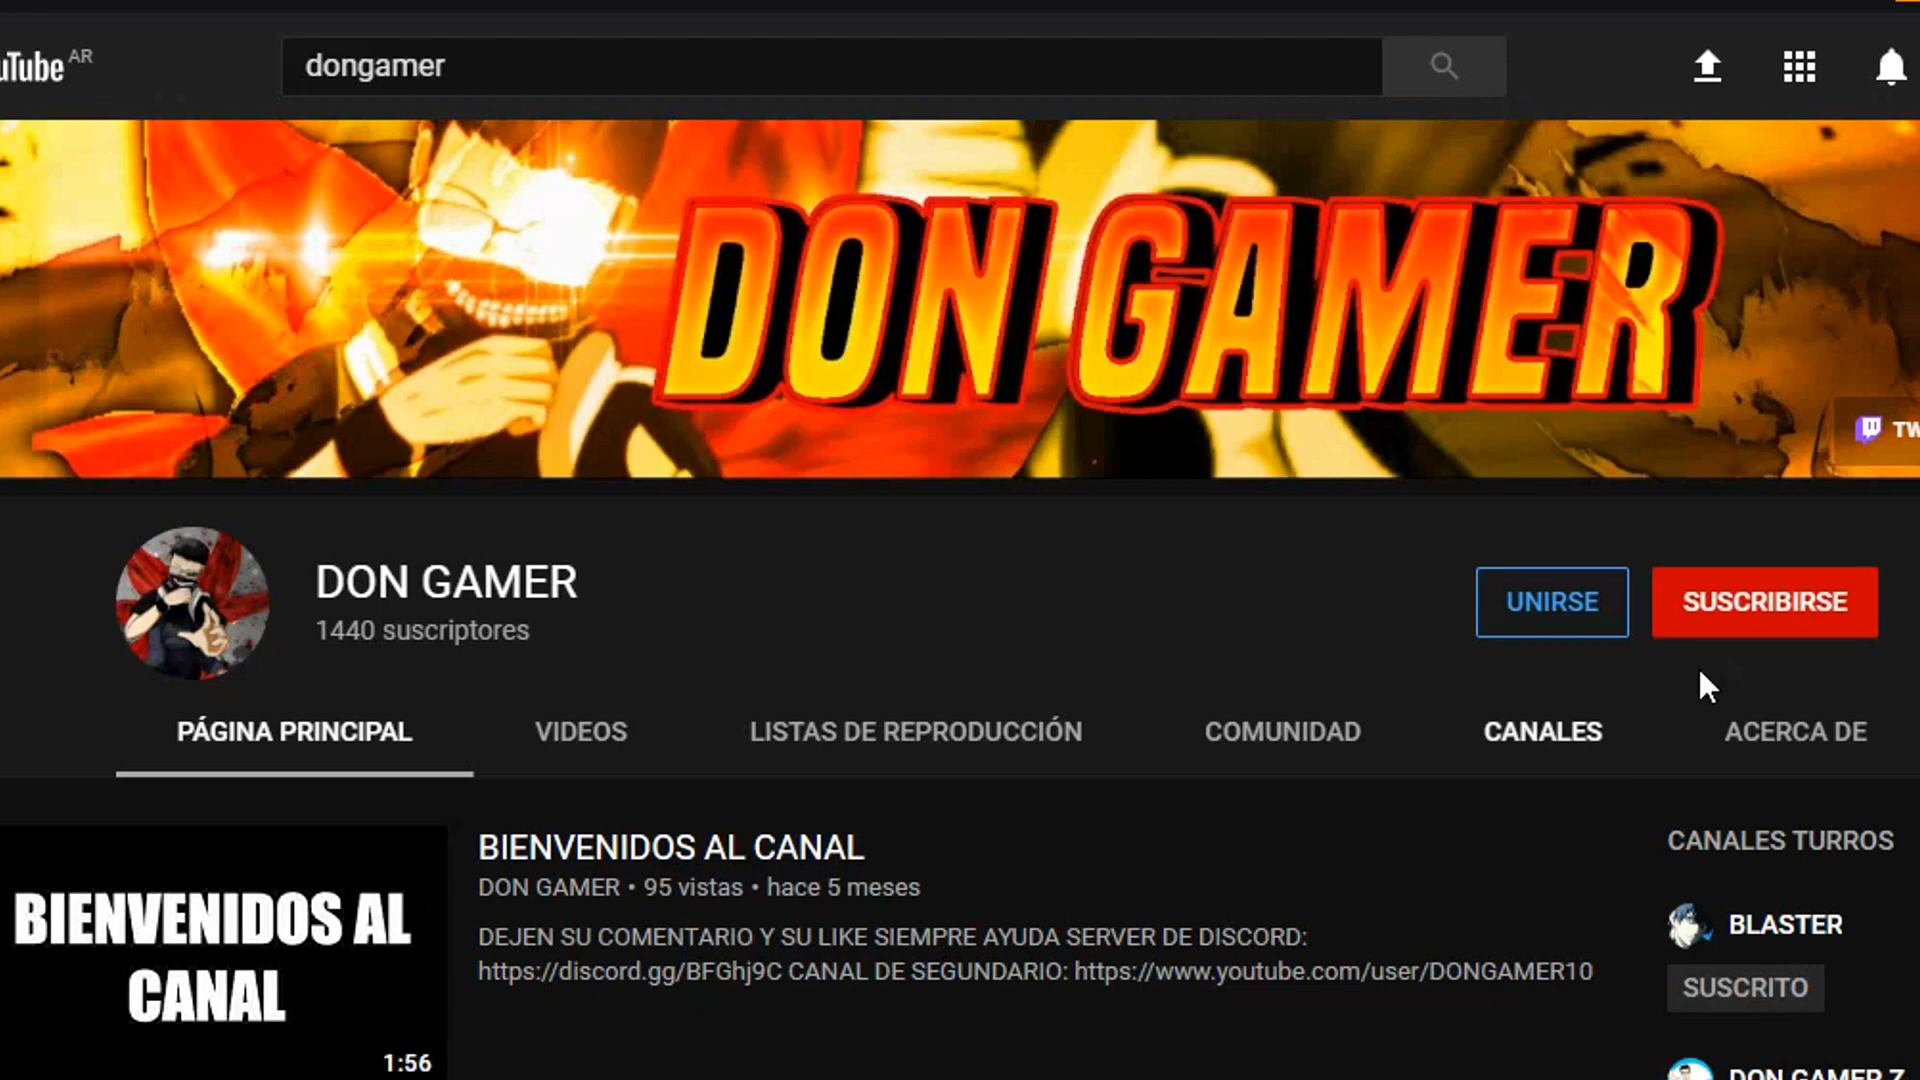 uTube AR
dongamer
DON GAMER
TW
DON GAMER
1440 suscriptores
UNIRSE
SUSCRIBIRSE
PÁGINA PRINCIPAL
VIDEOS
LISTAS DE REPRODUCCIÓN
COMUNIDAD
CANALES
ACERCA DE
BIENVENIDOS AL
CANAL
1:56
BIENVENIDOS AL CANAL
DON GAMER • 95 vistas • hace 5 meses
DEJEN SU COMENTARIO Y SU LIKE SIEMPRE AYUDA SERVER DE DISCORD:
https://discord.gg/BFGhj9C CANAL DE SEGUNDARIO: https://www.youtube.com/user/DONGAMER10
CANALES TURROS
BLASTER
SUSCRITO
DON GAMER Z